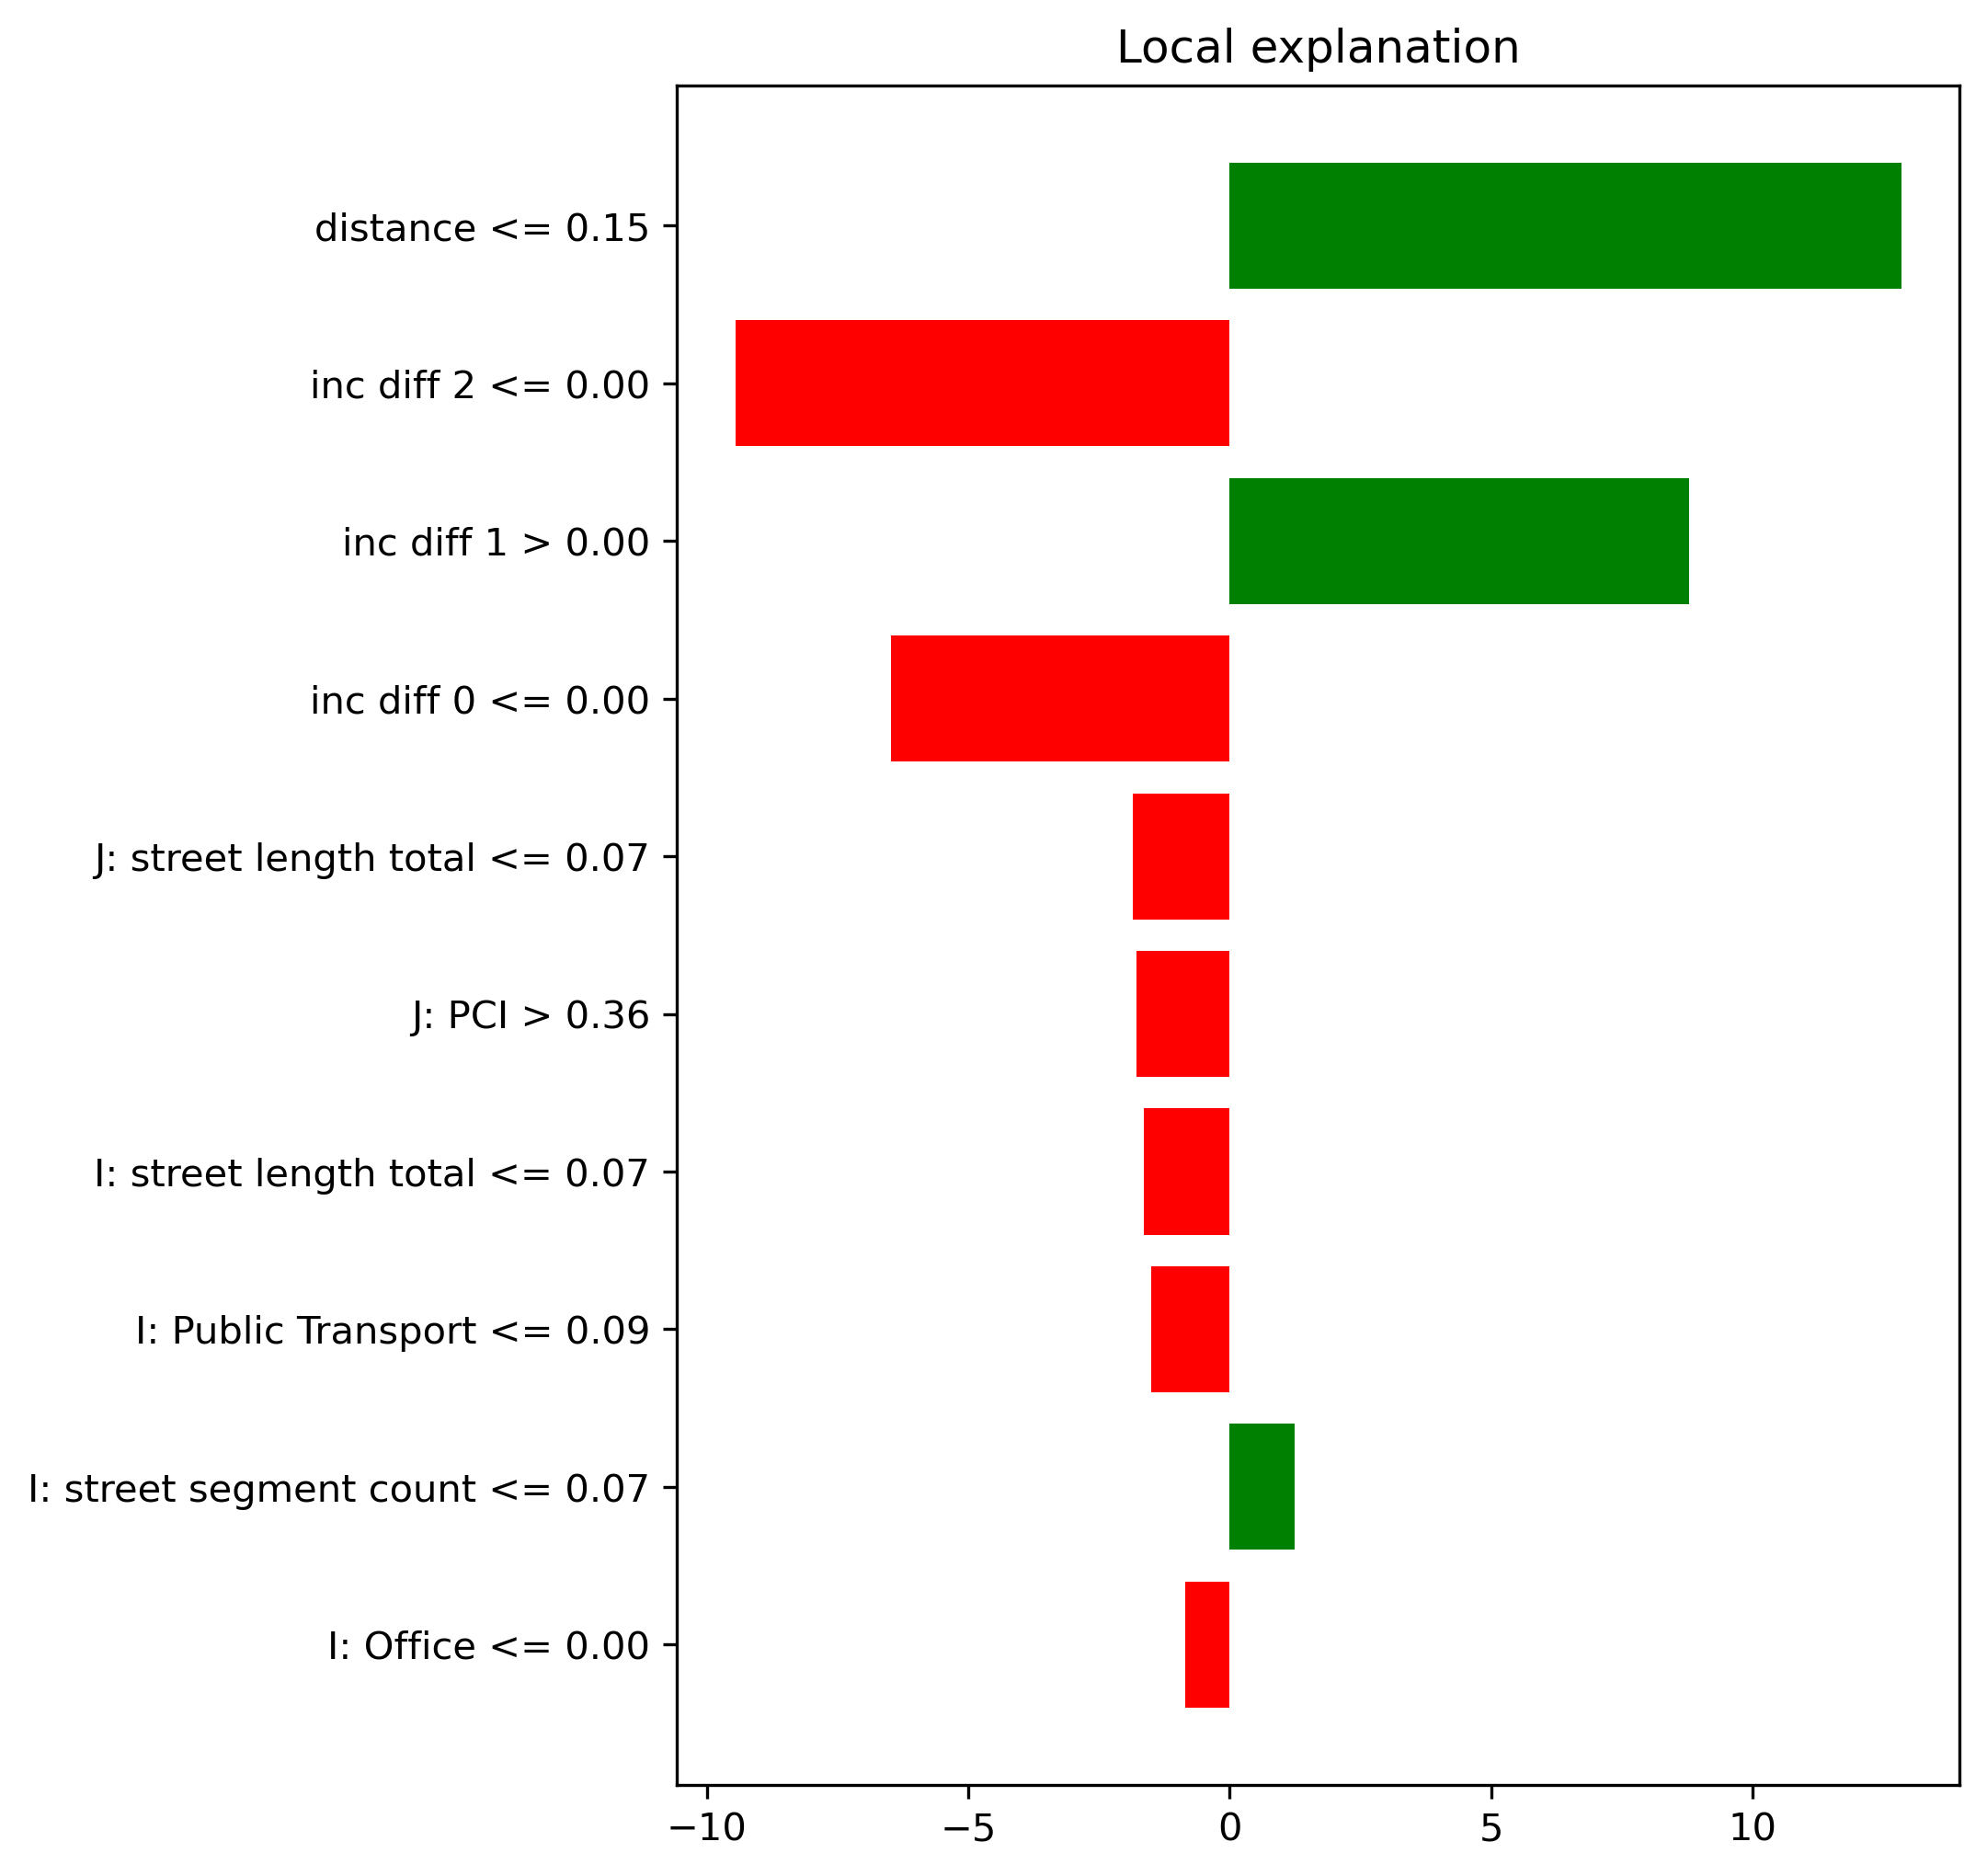 Local explanation
distance <= 0.15
inc diff 2 <= 0.00
inc diff 1 > 0.00
inc diff 0 <= 0.00
J: street length total <= 0.07
J: PCI > 0.36
I: street length total <= 0.07
I: Public Transport <= 0.09
I: street segment count <= 0.07
I: Office <= 0.00
−10 −5 0 5 10